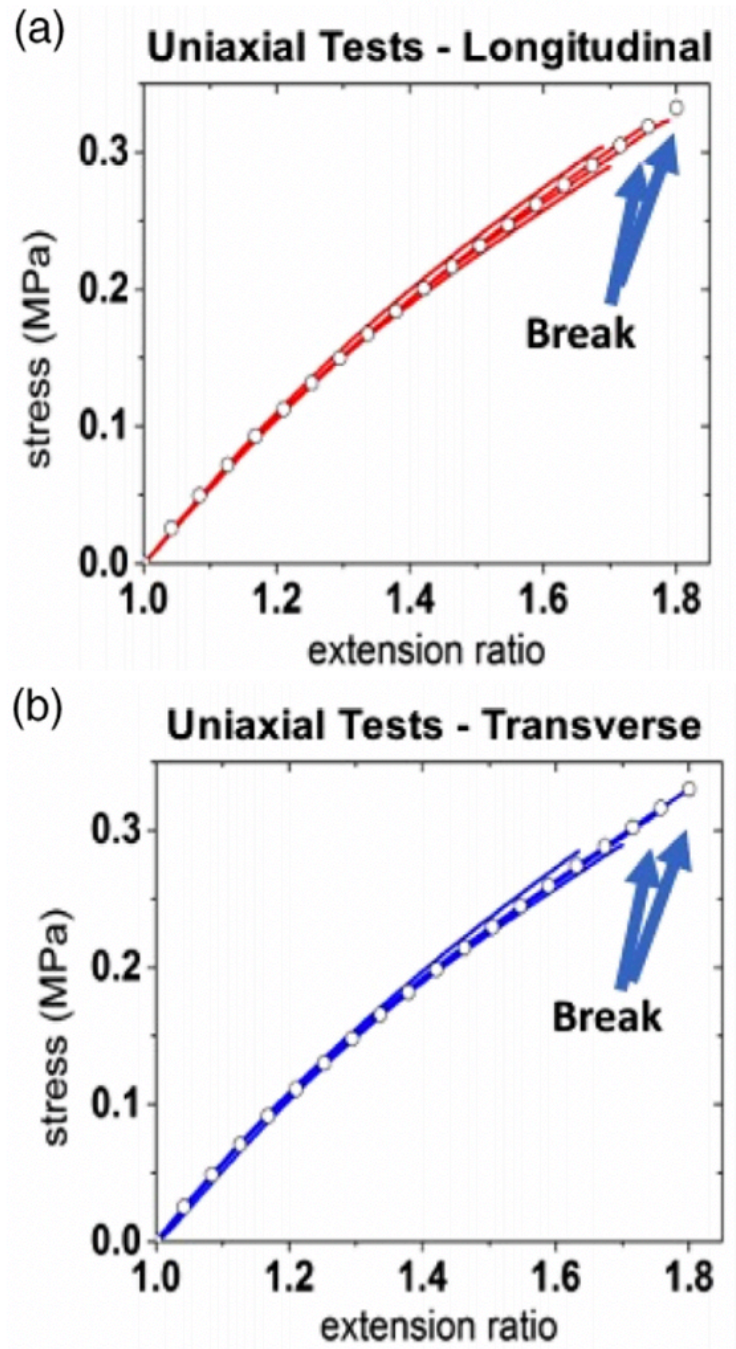 (a)
Uniaxial Tests - Longitudinal
0.3
0.2
0.1
0.0
stress (MPa)
Break
1.0 1.2 1.4 1.6 1.8
extension ratio
(b)
Uniaxial Tests - Transverse
0.3
0.2
0.1
0.0
stress (MPa)
Break
1.0 1.2 1.4 1.6 1.8
extension ratio